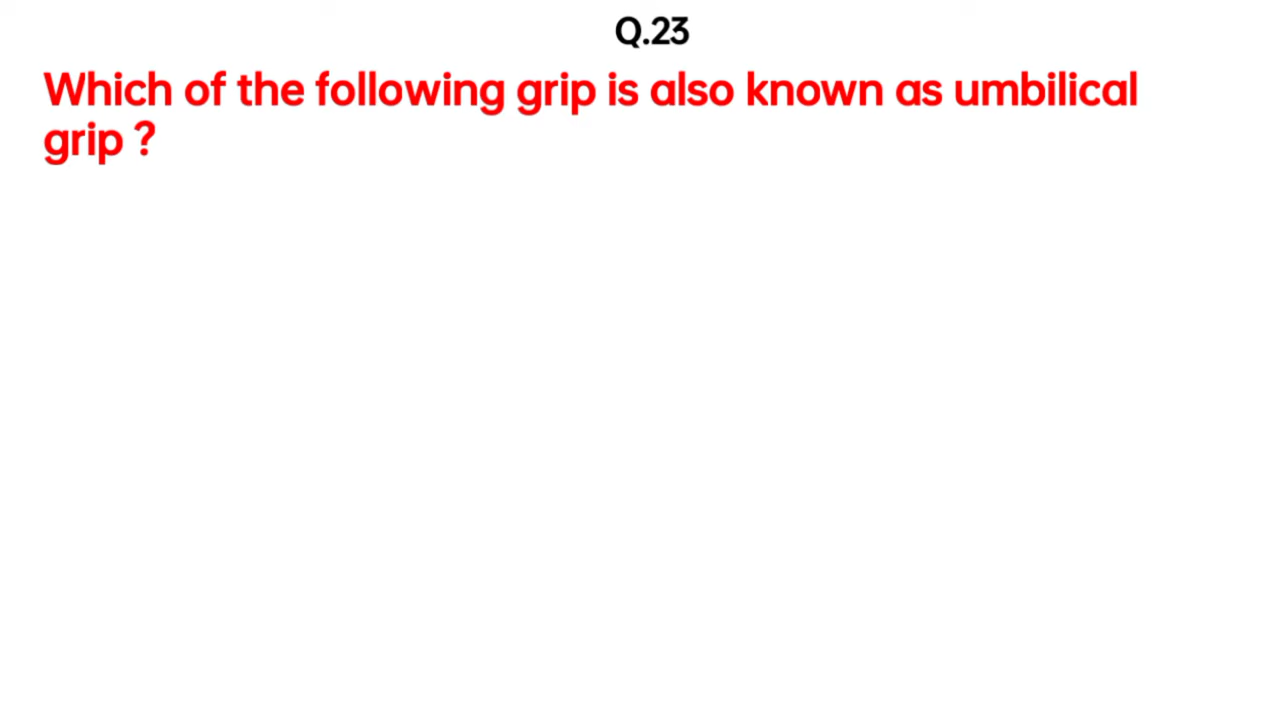 Q.23
Which of the following grip is also known as umbilical
grip ?